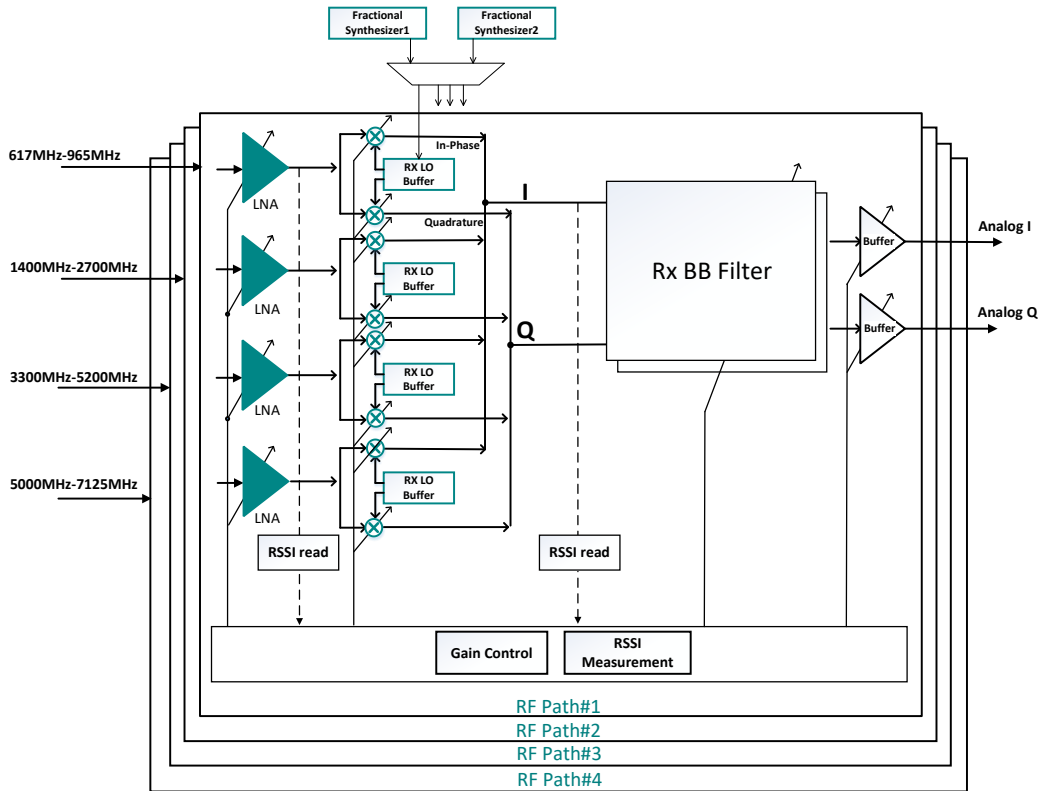 Fractional
Synthesizer1
Fractional
Synthesizer2
617MHz-965MHz
1400MHz-2700MHz
3300MHz-5200MHz
5000MHz-7125MHz
LNA
LNA
LNA
LNA
In-Phase
RX LO
Buffer
Quadrature
RX LO
Buffer
RX LO
Buffer
RX LO
Buffer
I
Q
Rx BB Filter
Buffer
Buffer
Analog I
Analog Q
RSSI read
RSSI read
Gain Control
RSSI
Measurement
RF Path#1
RF Path#2
RF Path#3
RF Path#4